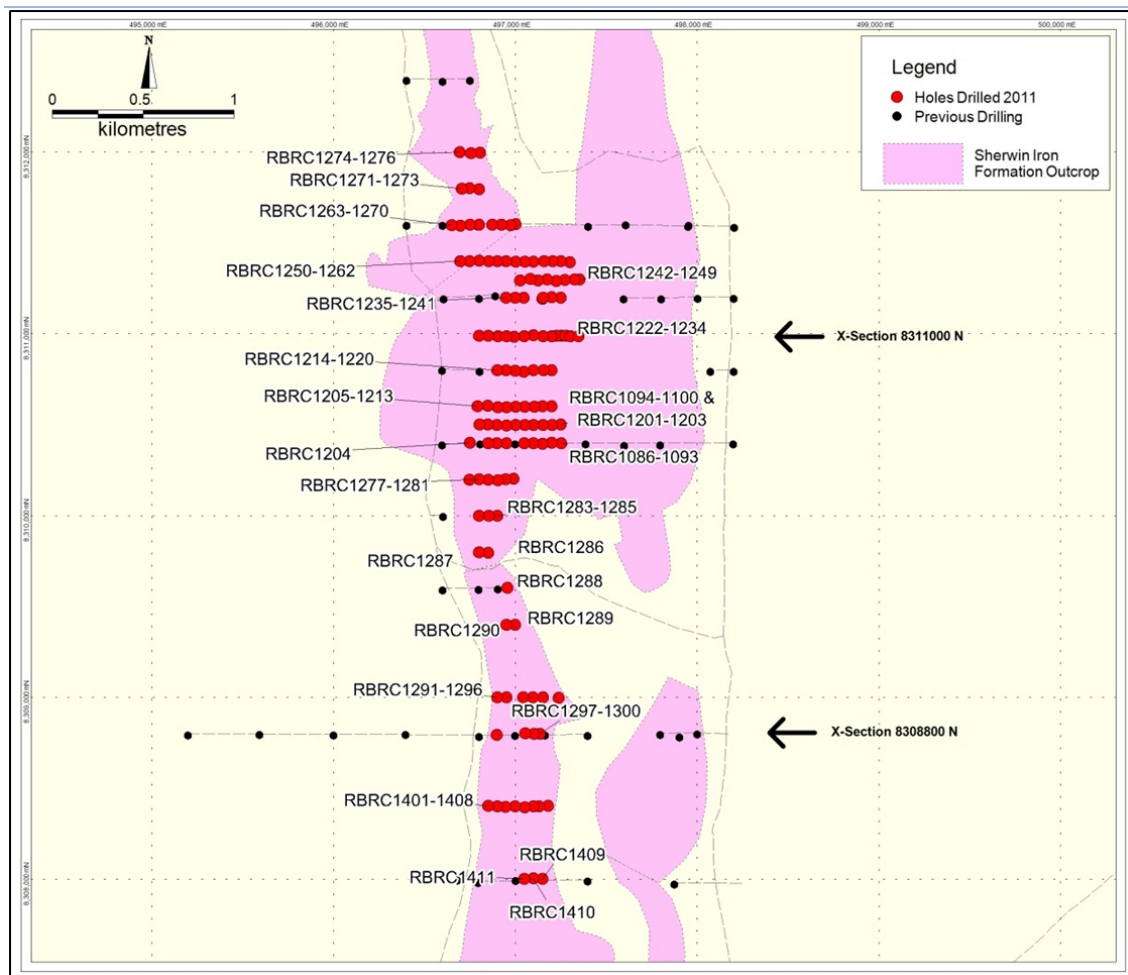 495,000 mE
496,000 mE
497,000 mE
498,000 mE
499,000 mE
500,000 mE
N
0 0.5 1
kilometres
Legend
Holes Drilled 2011
Previous Drilling
Sherwin Iron
Formation Outcrop
8,312,000 mN
RBRC1274-1276
RBRC1271-1273
RBRC1263-1270
RBRC1250-1262
RBRC1242-1249
RBRC1235-1241
8,311,000 mN
RBRC1222-1234
X-Section 8311000 N
RBRC1214-1220
RBRC1205-1213
RBRC1094-1100 &
RBRC1201-1203
RBRC1204
RBRC1086-1093
RBRC1277-1281
8,310,000 mN
RBRC1283-1285
RBRC1287
RBRC1286
RBRC1288
RBRC1290
RBRC1289
8,309,000 mN
RBRC1291-1296
RBRC1297-1300
X-Section 8308800 N
RBRC1401-1408
RBRC1409
8,308,000 mN
RBRC1411
RBRC1410